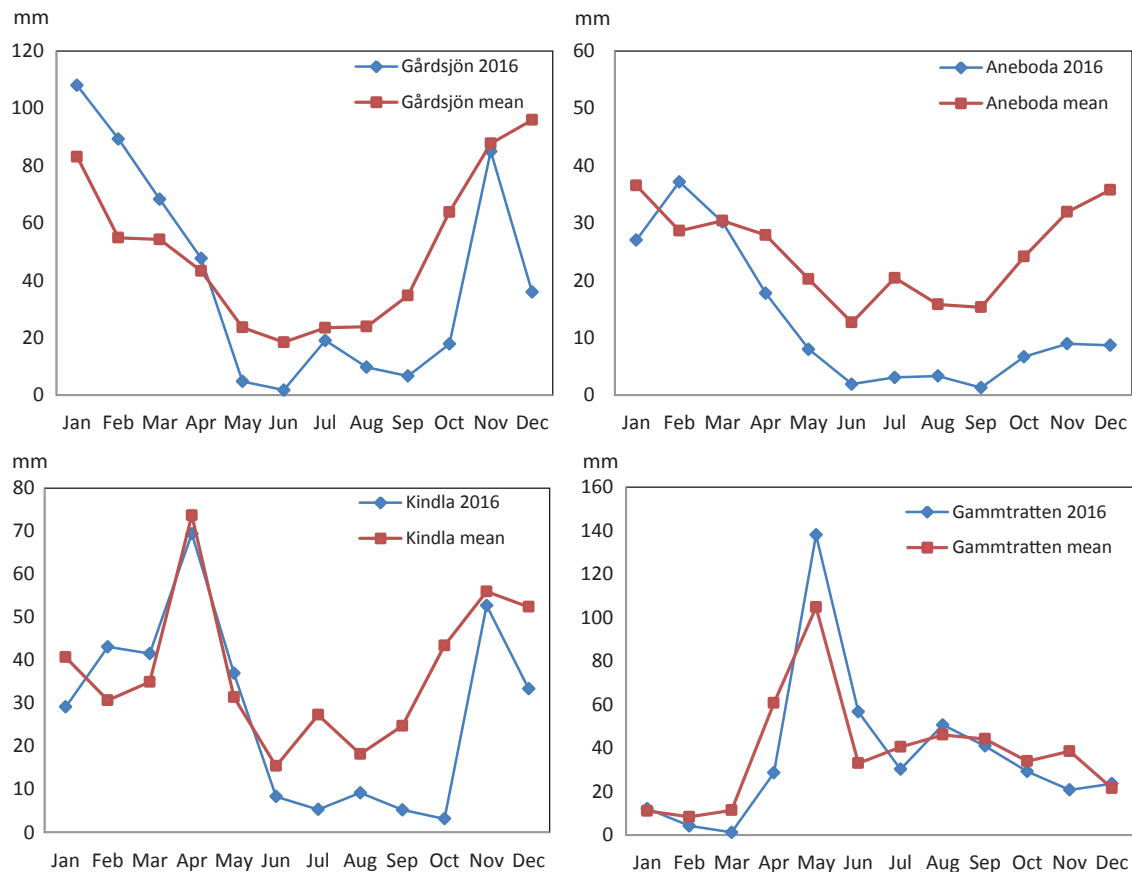 mm
120
100
80
60
40
20
0
Gårdsjön 2016
Gårdsjön mean
Jan Feb Mar Apr May Jun Jul Aug Sep Oct Nov Dec
mm
60
50
40
30
20
10
0
Aneboda 2016
Aneboda mean
Jan Feb Mar Apr May Jun Jul Aug Sep Oct Nov Dec
mm
80
70
60
50
40
30
20
10
0
Kindla 2016
Kindla mean
Jan Feb Mar Apr May Jun Jul Aug Sep Oct Nov Dec
mm
160
140
120
100
80
60
40
20
0
Gammtratten 2016
Gammtratten mean
Jan Feb Mar Apr May Jun Jul Aug Sep Oct Nov Dec